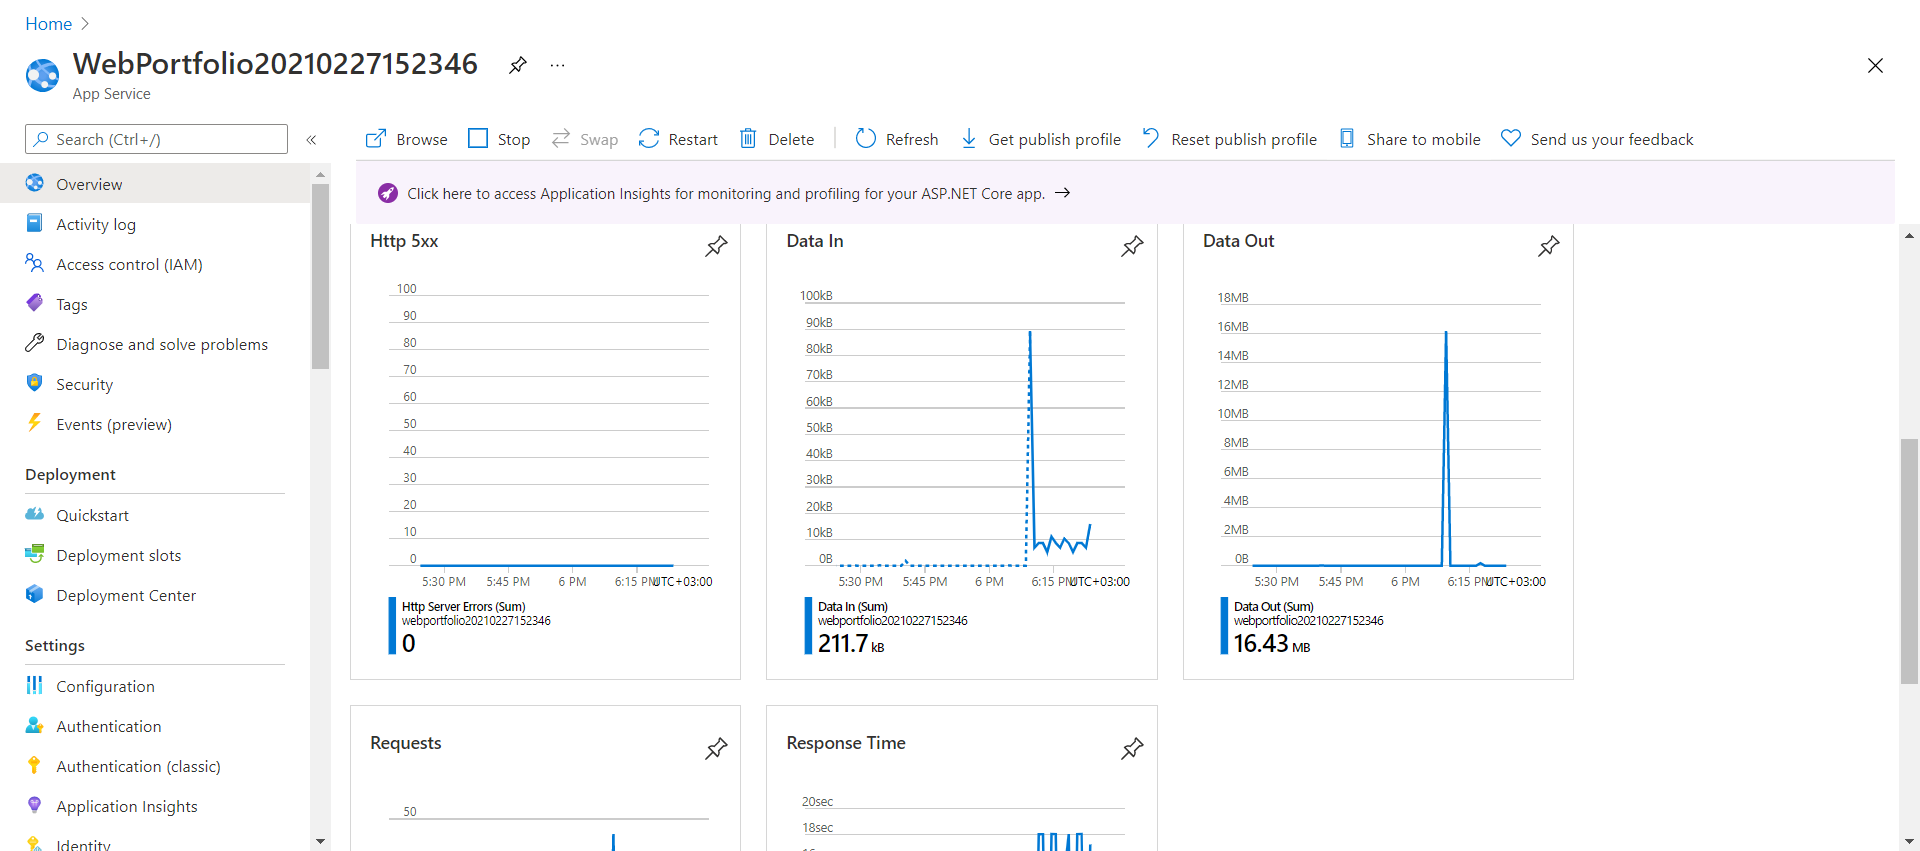 Home
WebPortfolio20210227152346
App Service
Search (Ctrl+/)
Browse
Stop
Swap
Restart
Delete
Refresh
Get publish profile
Reset publish profile
Share to mobile
Send us your feedback
Click here to access Application Insights for monitoring and profiling for your ASP.NET Core app.
Overview
Activity log
Access control (IAM)
Tags
Diagnose and solve problems
Security
Events (preview)
Deployment
Quickstart
Deployment slots
Deployment Center
Settings
Configuration
Authentication
Authentication (classic)
Application Insights
Identity
Http 5xx
100
90
80
70
60
50
40
30
20
10
0
5:30 PM 5:45 PM 6 PM 6:15 PM UTC+03:00
Http Server Errors (Sum)
webportfolio20210227152346
0
Data In
100kB
90kB
80kB
70kB
60kB
50kB
40kB
30kB
20kB
10kB
0B
5:30 PM 5:45 PM 6 PM 6:15 PM UTC+03:00
Data In (Sum)
webportfolio20210227152346
211.7 kB
Data Out
18MB
16MB
14MB
12MB
10MB
8MB
6MB
4MB
2MB
0B
5:30 PM 5:45 PM 6 PM 6:15 PM UTC+03:00
Data Out (Sum)
webportfolio20210227152346
16.43 MB
Requests
50
Response Time
20sec
18sec